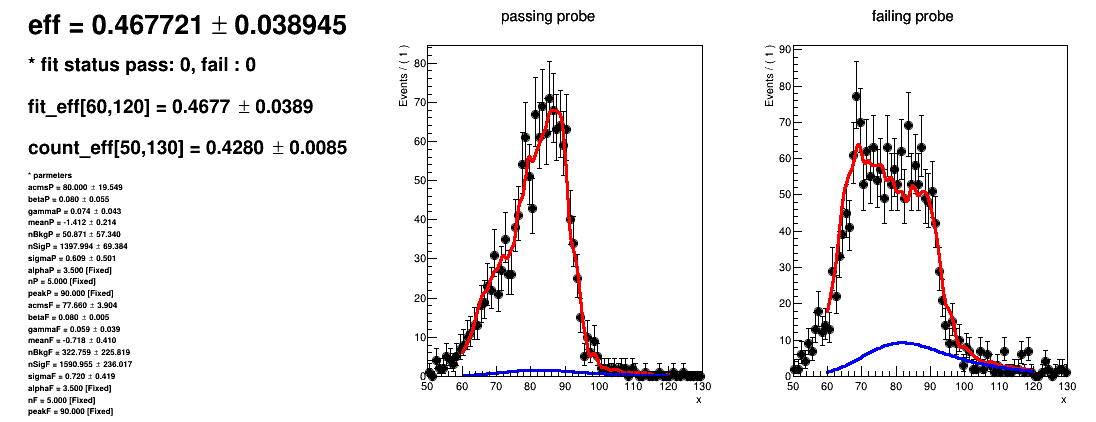 eff = 0.467721 ± 0.038945
* fit status pass: 0, fail : 0
fit_eff[60,120] = 0.4677 ± 0.0389
count_eff[50,130] = 0.4280 ± 0.0085
* parmeters
acmsP = 80.000 ± 19.549
betaP = 0.080 ± 0.055
gammaP = 0.074 ± 0.043
meanP = -1.412 ± 0.214
nBkgP = 50.871 ± 57.340
nSigP = 1397.994 ± 69.384
sigmaP = 0.609 ± 0.501
alphaP = 3.500 [Fixed]
nP = 5.000 [Fixed]
peakP = 90.000 [Fixed]
acmsF = 77.660 ± 3.904
betaF = 0.080 ± 0.005
gammaF = 0.059 ± 0.039
meanF = -0.718 ± 0.410
nBkgF = 322.759 ± 225.819
nSigF = 1590.955 ± 236.017
sigmaF = 0.720 ± 0.419
alphaF = 3.500 [Fixed]
nF = 5.000 [Fixed]
peakF = 90.000 [Fixed]
passing probe
Events / ( 1 )
80
70
60
50
40
30
20
10
0
50 60 70 80 90 100 110 120 130
x
failing probe
Events / ( 1 )
90
80
70
60
50
40
30
20
10
0
50 60 70 80 90 100 110 120 130
x